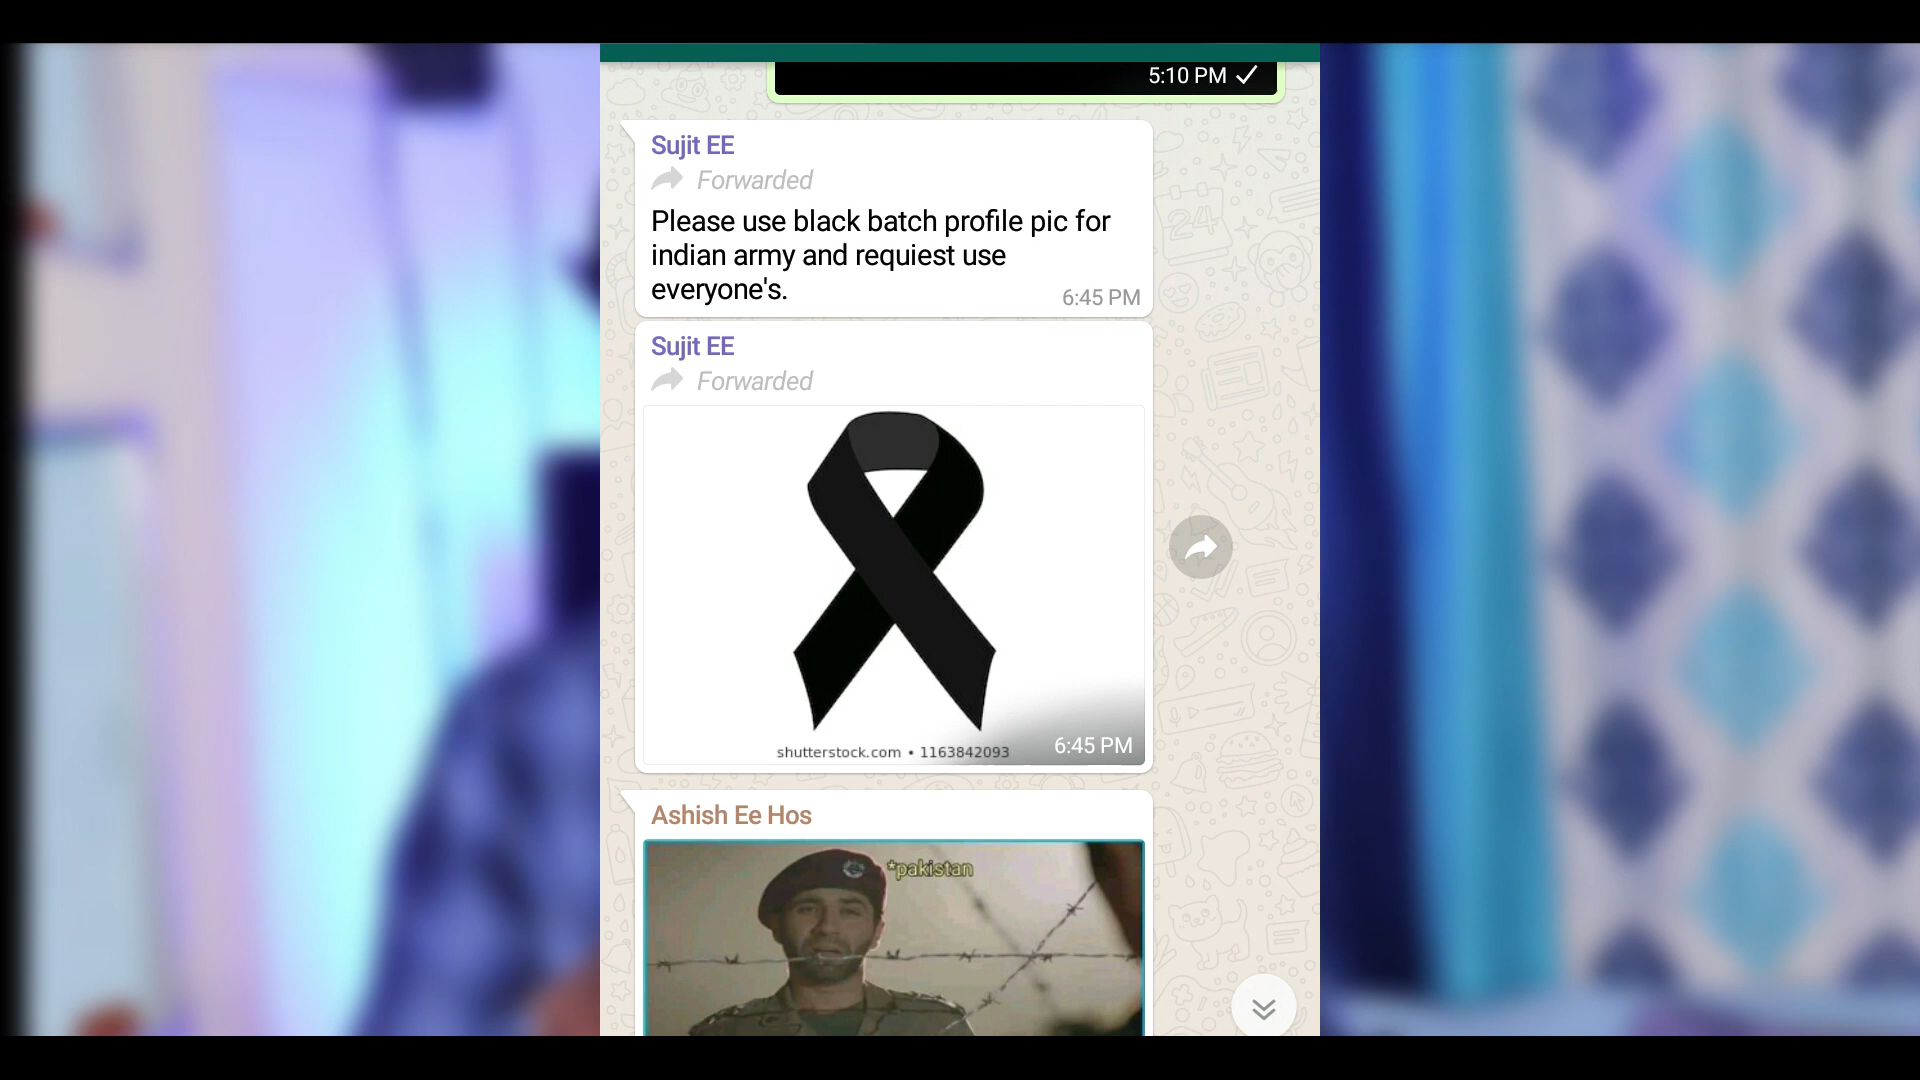 5:10 PM
Sujit EE
Forwarded
Please use black batch profile pic for
indian army and requiest use
everyone's.
6:45 PM
Sujit EE
Forwarded
shutterstock.com • 1163842093
6:45 PM
Ashish Ee Hos
*pakistan